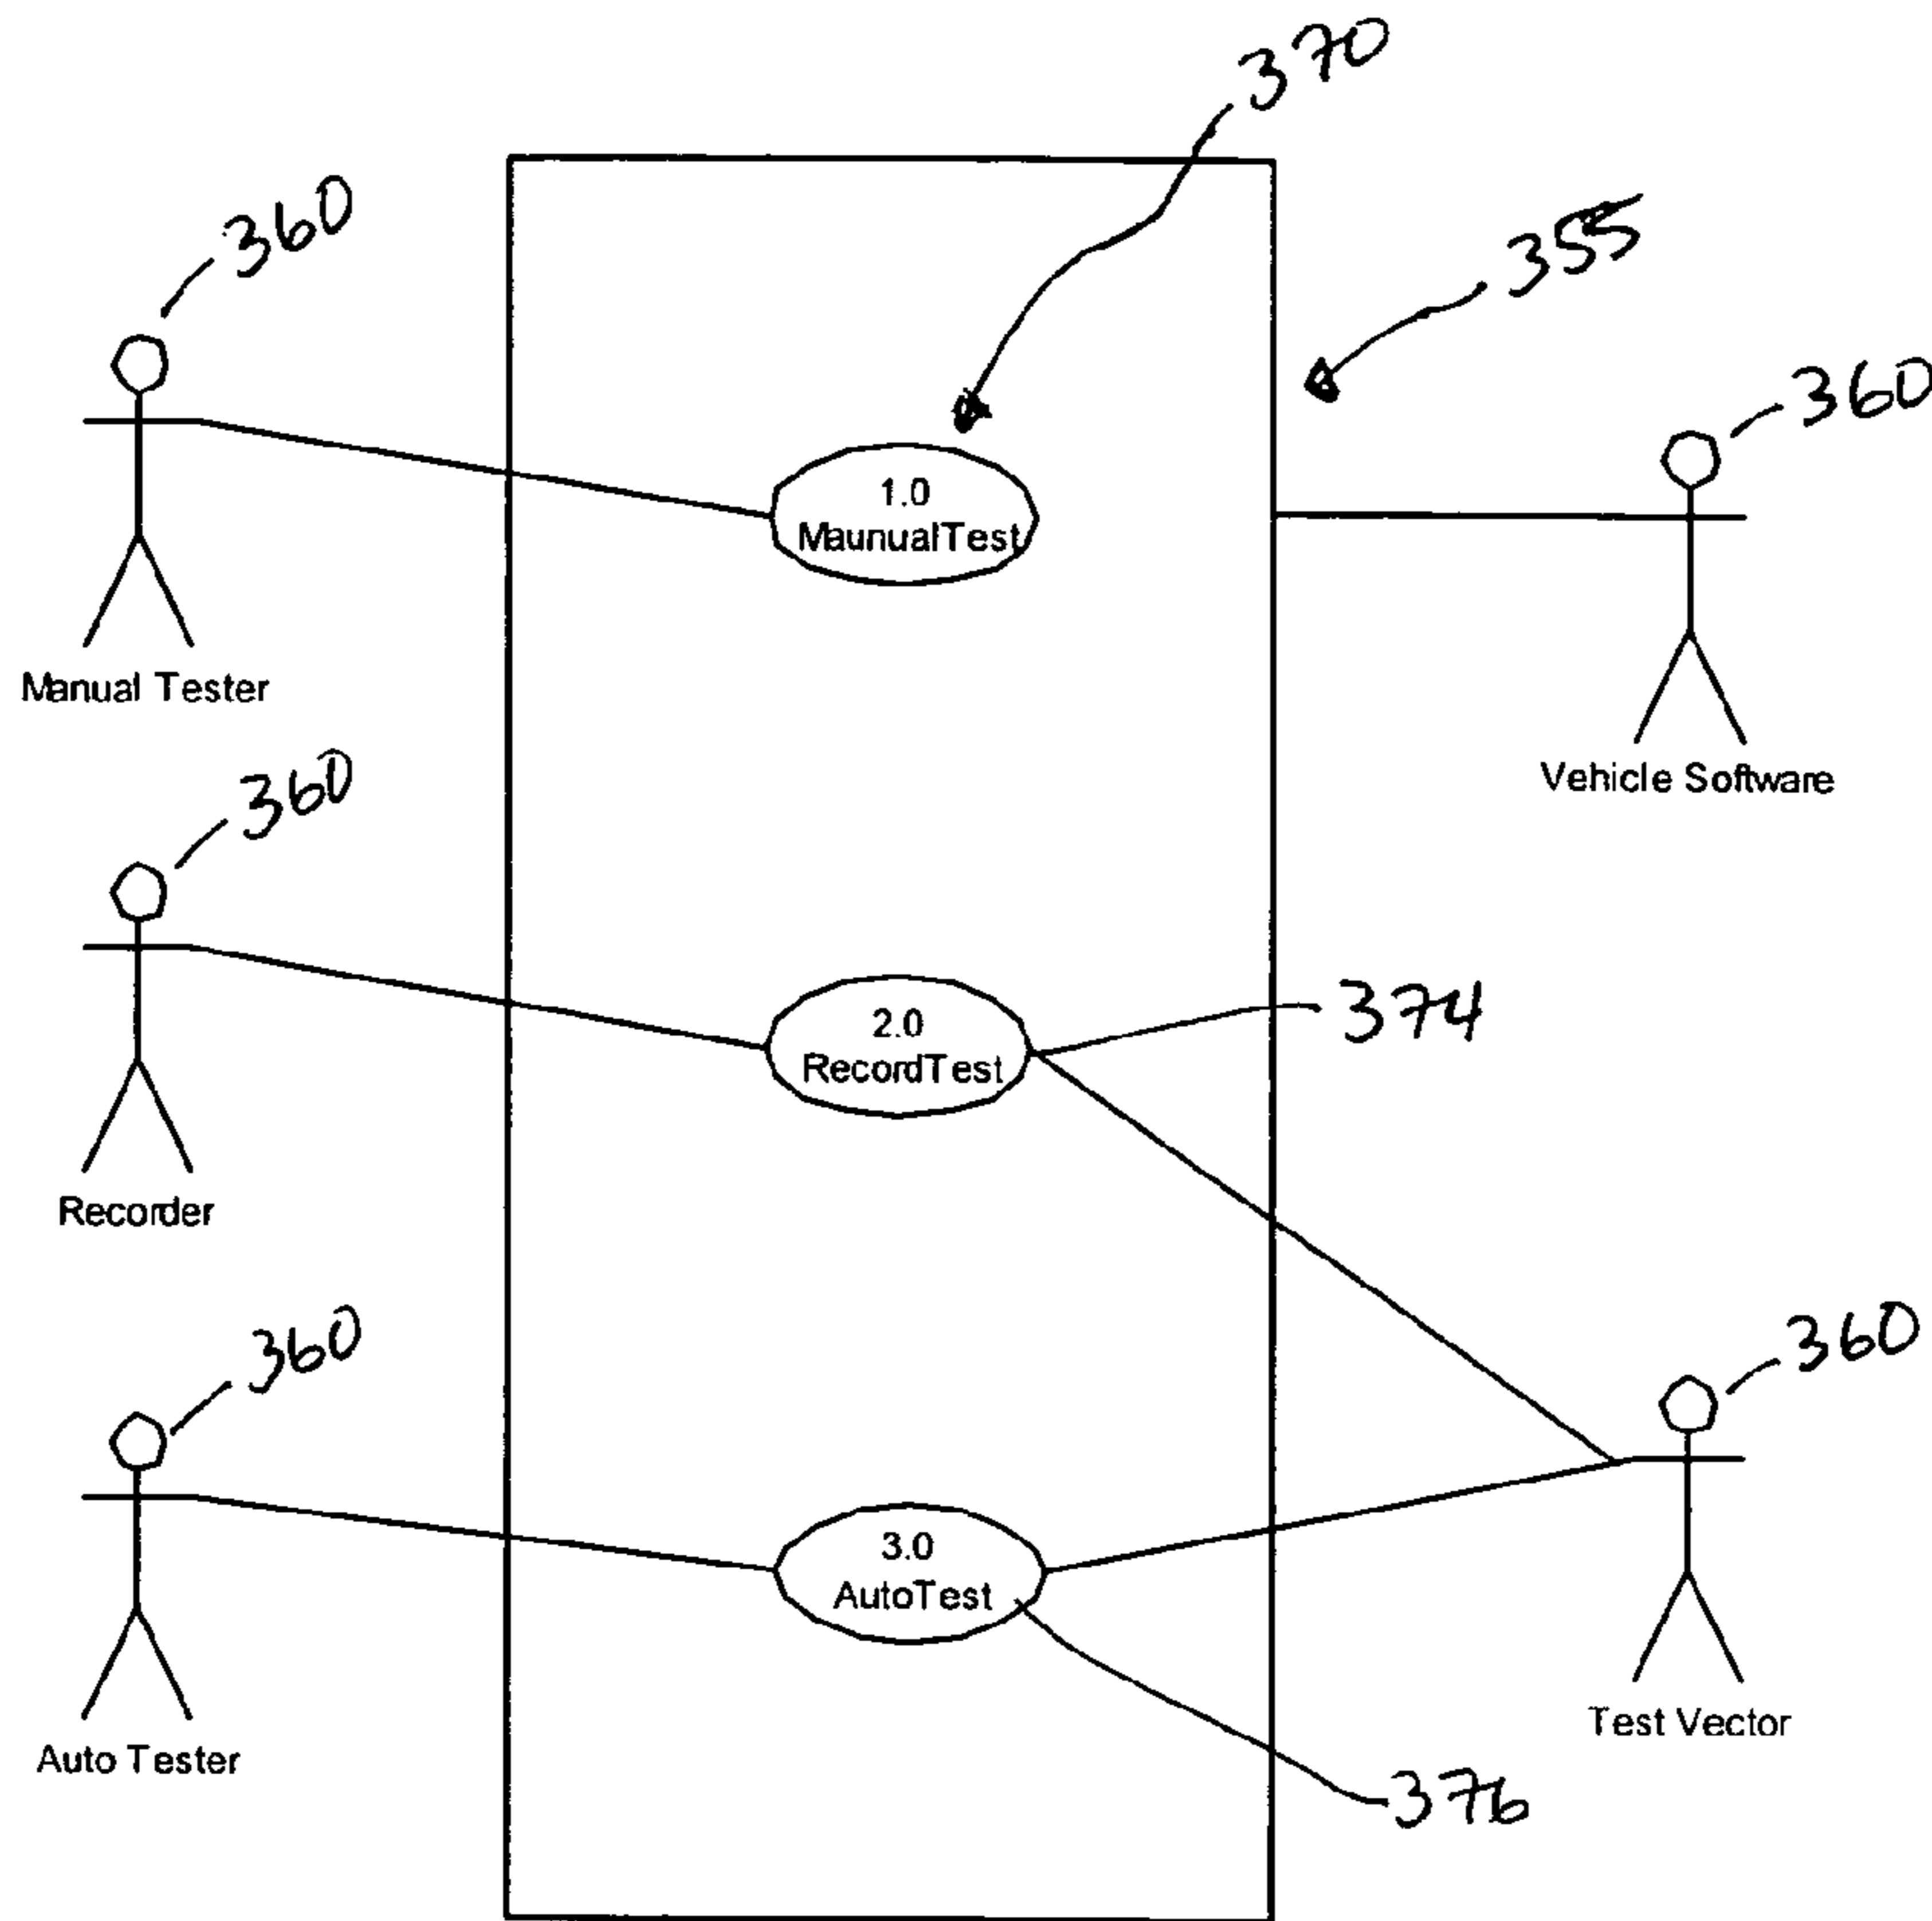 370
355
360
360
1.0
MaunualTest
Manual Tester
Vehicle Software
360
374
2.0
RecordTest
Recorder
360
360
3.0
AutoTest
Auto Tester
Test Vector
376